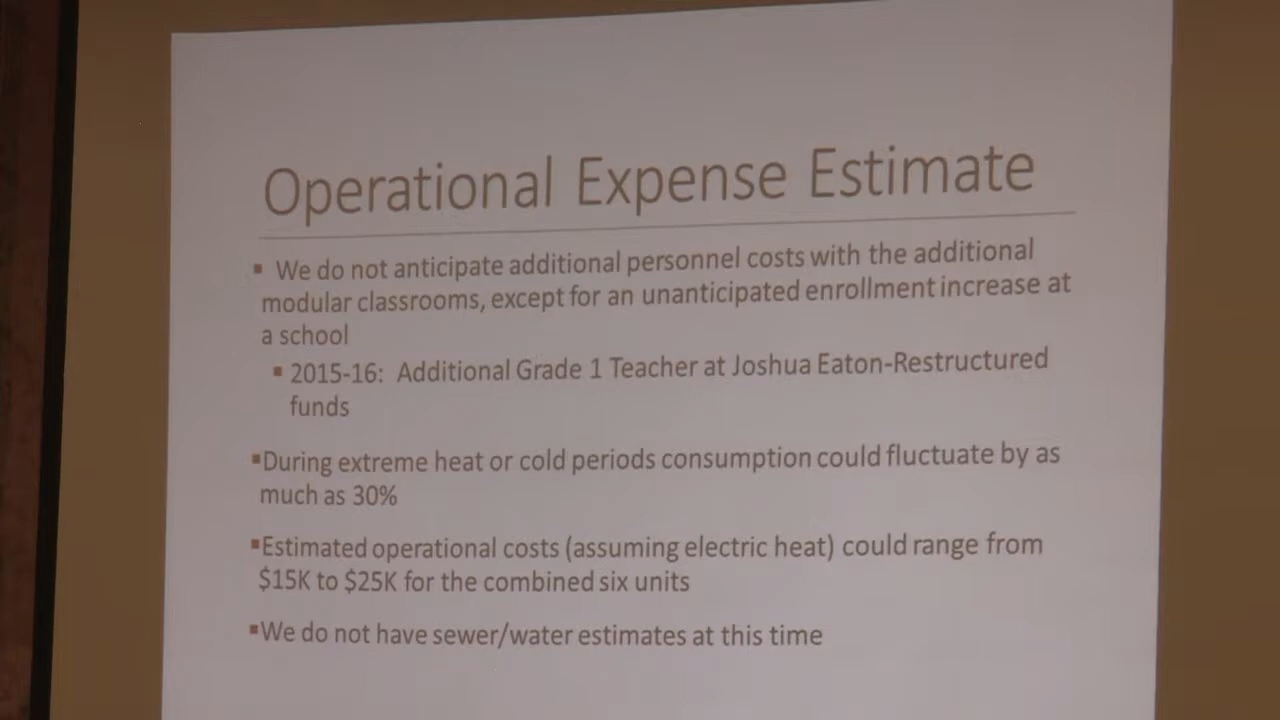 Operational Expense Estimate
▪ We do not anticipate additional personnel costs with the additional
modular classrooms, except for an unanticipated enrollment increase at
a school
▪ 2015-16: Additional Grade 1 Teacher at Joshua Eaton-Restructured
funds
▪During extreme heat or cold periods consumption could fluctuate by as
much as 30%
▪Estimated operational costs (assuming electric heat) could range from
$15K to $25K for the combined six units
▪We do not have sewer/water estimates at this time